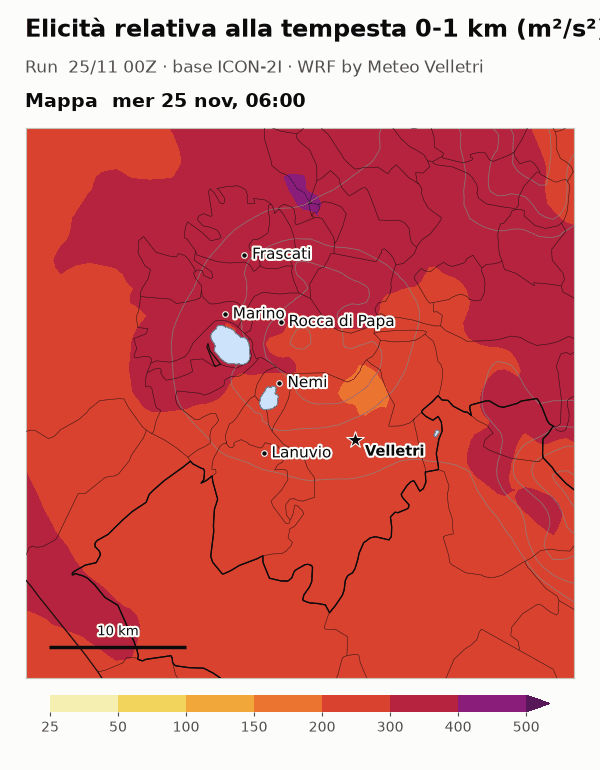 Elicità relativa alla tempesta 0-1 km (m²/s²)
Run 25/11 00Z · base ICON-2I · WRF by Meteo Velletri
Mappa mer 25 nov, 06:00
Frascati
Marino
Rocca di Papa
Nemi
Velletri
Lanuvio
10 km
25 50 100 150 200 300 400 500